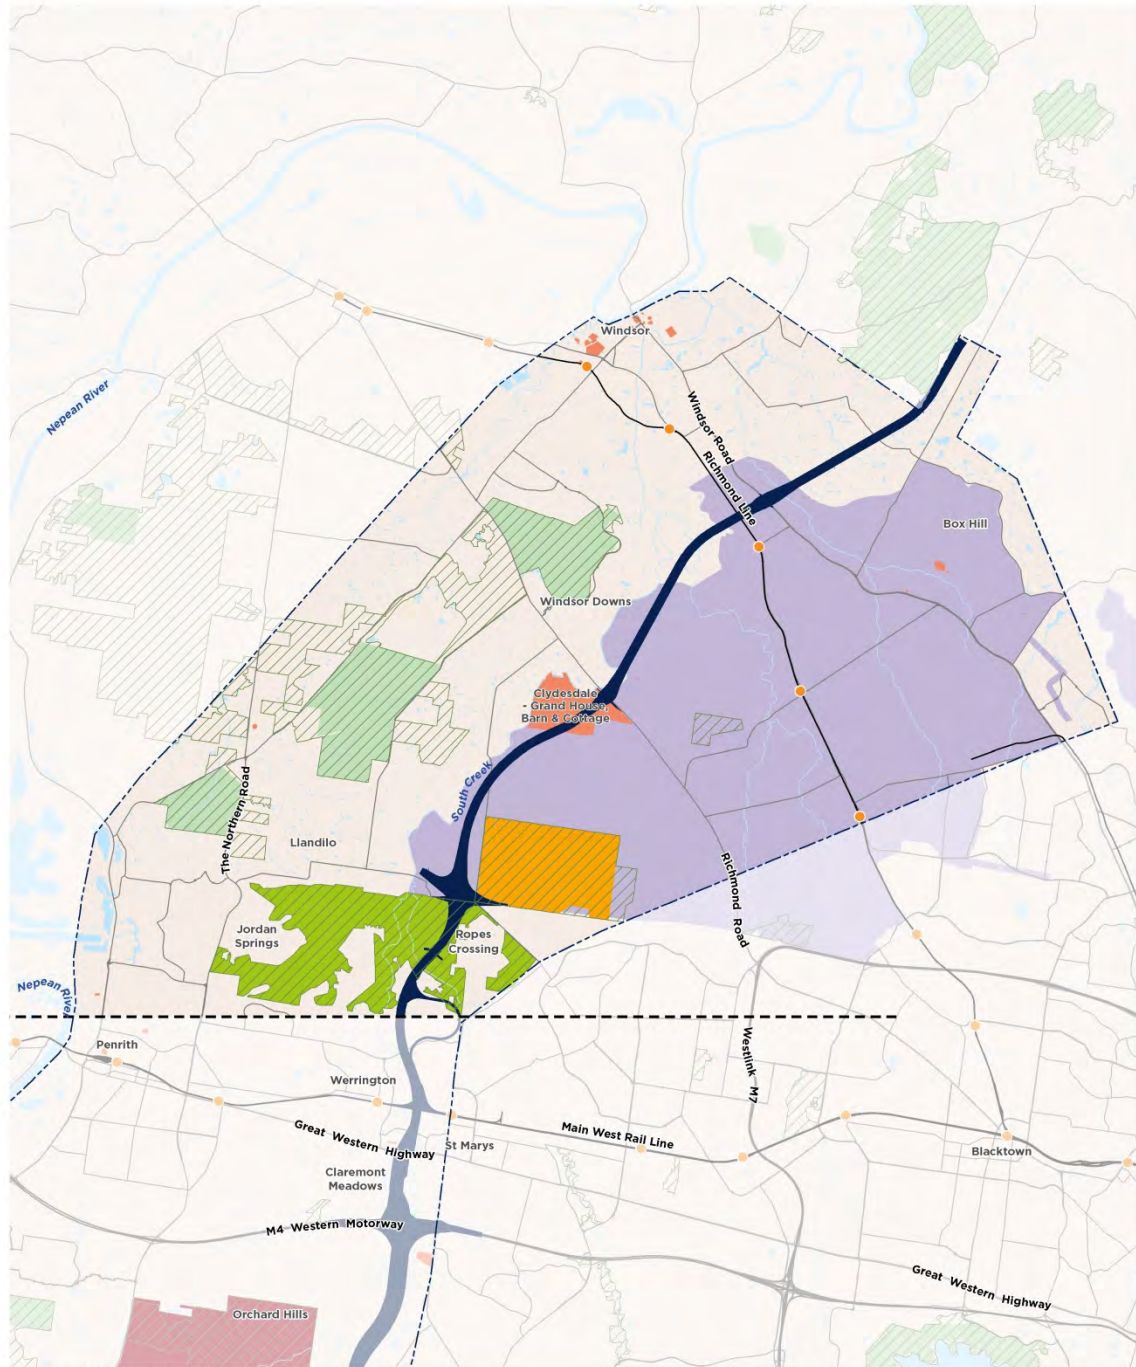 Windsor
Nepean River
Windsor Road
Richmond Line
Box Hill
Windsor Downs
Clydesdale
- Grand House,
Barn & Cottage
South Creek
The Northern Road
Llandilo
Richmond Road
Jordan
Springs
Ropes
Crossing
Nepean River
Penrith
Westlink M7
Werrington
Main West Rail Line
Great Western Highway
St Marys
Blacktown
Claremont
Meadows
M4 Western Motorway
Great Western Highway
Orchard Hills